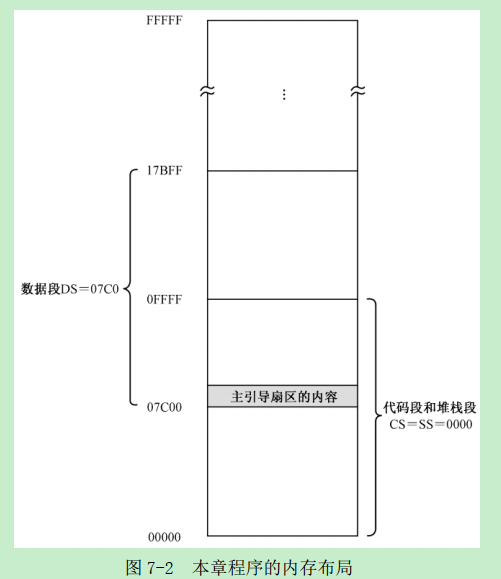 FFFFF
⋮
17BFF
数据段DS=07C0
0FFFF
主引导扇区的内容
07C00
代码段和堆栈段
CS=SS=0000
00000
图 7-2 本章程序的内存布局